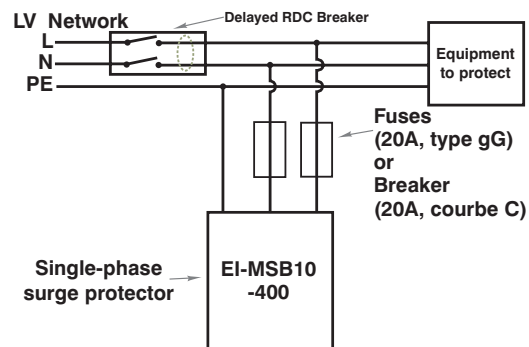 LV Network
Delayed RDC Breaker
L
N
PE
Equipment
to protect
Fuses
(20A, type gG)
or
Breaker
(20A, courbe C)
Single-phase
surge protector
EI-MSB10
-400